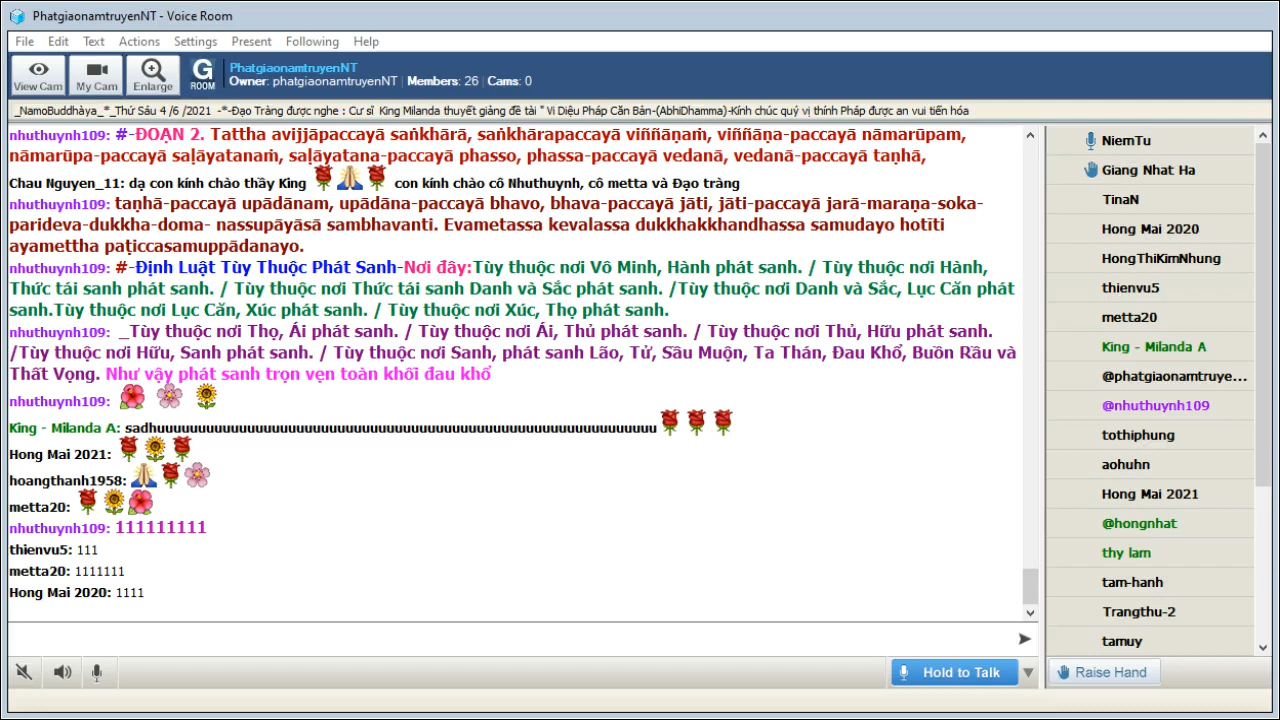 PhatgiaonamtruyenNT - Voice Room
File Edit Text Actions Settings Present Following Help
View Cam
My Cam
Enlarge
G
ROOM
PhatgiaonamtruyenNT
Owner: phatgiaonamtruyenNT | Members: 26 | Cams: 0
_NamoBuddhàya_*_Thứ Sáu 4 /6 /2021 -*-Đạo Tràng được nghe : Cư sĩ King Milanda thuyết giảng đề tài " Vi Diệu Pháp Căn Bản-(AbhiDhamma)-Kính chúc quý vị thính Pháp được an vui tiến hóa
nhuthuynh109: #-ĐOẠN 2. Tattha avijjāpaccayā saṅkhārā, saṅkhārapaccayā viññāṇaṃ, viññāṇa-paccayā nāmarūpam,
nāmarūpa-paccayā saḷāyatanaṁ, saḷāyatana-paccayā phasso, phassa-paccayā vedanā, vedanā-paccayā taṇhā,
Chau Nguyen_11: dạ con kính chào thầy King con kính chào cô Nhuthuynh, cô metta và Đạo tràng
nhuthuynh109: taṇhā-paccayā upādānam, upādāna-paccayā bhavo, bhava-paccayā jāti, jāti-paccayā jarā-maraṇa-soka-
parideva-dukkha-doma- nassupāyāsā sambhavanti. Evametassa kevalassa dukkhakkhandhassa samudayo hotīti
ayamettha paṭiccasamuppādanayo.
nhuthuynh109: #-Định Luật Tùy Thuộc Phát Sanh-Nơi đây:Tùy thuộc nơi Vô Minh, Hành phát sanh. / Tùy thuộc nơi Hành,
Thức tái sanh phát sanh. / Tùy thuộc nơi Thức tái sanh Danh và Sắc phát sanh. /Tùy thuộc nơi Danh và Sắc, Lục Căn phát
sanh.Tùy thuộc nơi Lục Căn, Xúc phát sanh. / Tùy thuộc nơi Xúc, Thọ phát sanh.
nhuthuynh109: _Tùy thuộc nơi Thọ, Ái phát sanh. / Tùy thuộc nơi Ái, Thủ phát sanh. / Tùy thuộc nơi Thủ, Hữu phát sanh.
/Tùy thuộc nơi Hữu, Sanh phát sanh. / Tùy thuộc nơi Sanh, phát sanh Lão, Tử, Sầu Muộn, Ta Thán, Đau Khổ, Buồn Rầu và
Thất Vọng. Như vậy phát sanh trọn vẹn toàn khối đau khổ
nhuthuynh109:
King - Milanda A: sadhuuuuuuuuuuuuuuuuuuuuuuuuuuuuuuuuuuuuuuuuuuuuuuuuuuuuuuuuu
Hong Mai 2021:
hoangthanh1958:
metta20:
nhuthuynh109: 111111111
thienvu5: 111
metta20: 1111111
Hong Mai 2020: 1111
Hold to Talk
NiemTu
Giang Nhat Ha
TinaN
Hong Mai 2020
HongThiKimNhung
thienvu5
metta20
King - Milanda A
@phatgiaonamtruye...
@nhuthuynh109
tothiphung
aohuhn
Hong Mai 2021
@hongnhat
thy lam
tam-hanh
Trangthu-2
tamuy
Raise Hand